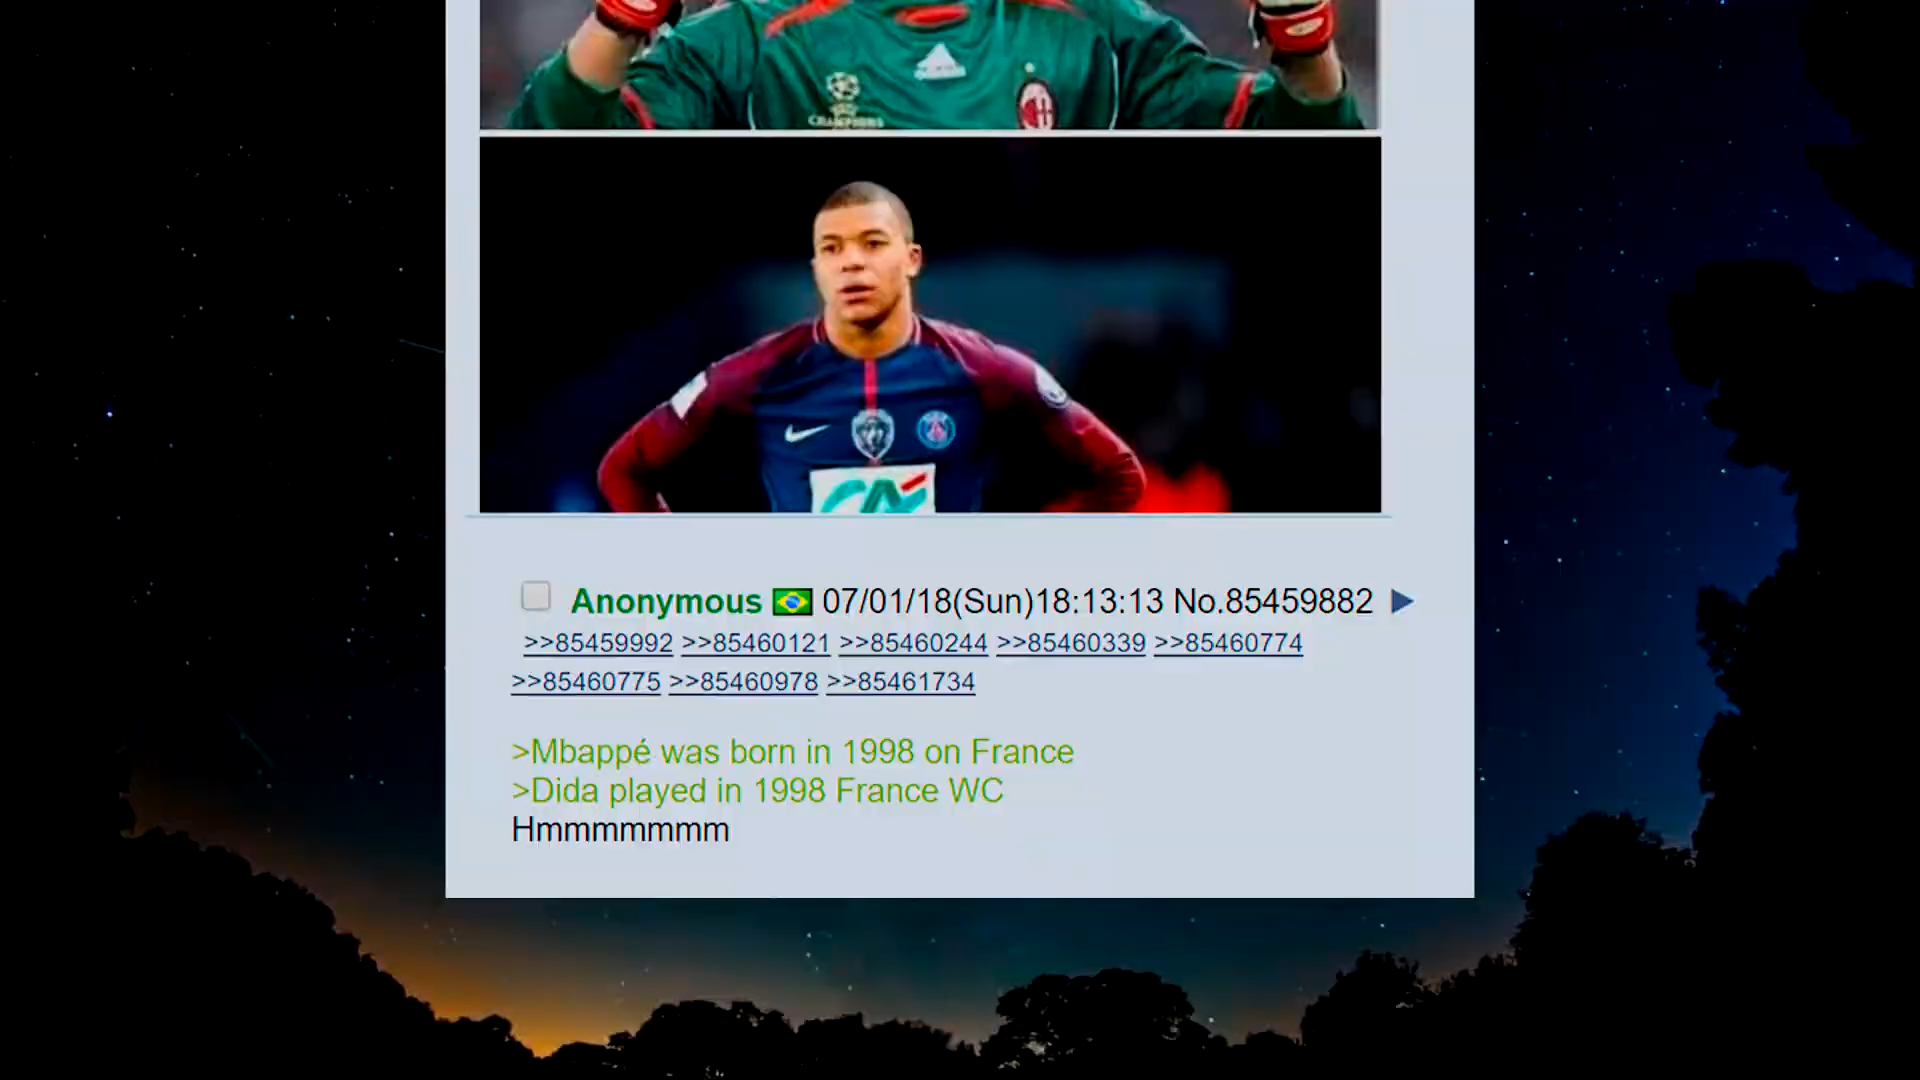 CHAMPIONS
Anonymous 07/01/18(Sun)18:13:13 No.85459882
>>85459992 >>85460121 >>85460244 >>85460339 >>85460774
>>85460775 >>85460978 >>85461734
>Mbappé was born in 1998 on France
>Dida played in 1998 France WC
Hmmmmmmm